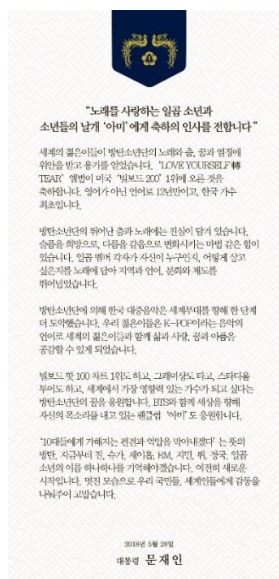 “노래를 사랑하는 일곱 소년과
소년들의 날개 ‘아미’에게 축하의 인사를 전합니다”
세계의 젊은이들이 방탄소년단의 노래와 춤, 꿈과 열정에
위안을 받고 용기를 얻었습니다. ‘LOVE YOURSELF 轉
TEAR’ 앨범이 미국 ‘빌보드 200’ 1위에 오른 것을
축하합니다. 영어가 아닌 언어로 12년만이고, 한국 가수
최초입니다.
방탄소년단의 뛰어난 춤과 노래에는 진심이 담겨 있습니다.
슬픔을 희망으로, 다름을 같음으로 변화시키는 마법 같은 힘이
있습니다. 일곱 멤버 각자가 자신이 누구인지, 어떻게 살고
싶은지를 노래에 담아 지역과 언어, 문화와 제도를
뛰어넘었습니다.
방탄소년단에 의해 한국 대중음악은 세계무대를 향해 한 단계
더 도약했습니다. 우리 젊은이들은 K-POP이라는 음악의
언어로 세계의 젊은이들과 함께 삶과 사랑, 꿈과 아픔을
공감할 수 있게 되었습니다.
빌보드 핫 100 차트 1위도 하고, 그래미상도 타고, 스타디움
투어도 하고, 세계에서 가장 영향력 있는 가수가 되고 싶다는
방탄소년단의 꿈을 응원합니다. BTS와 함께 세상을 향해
자신의 목소리를 내고 있는 팬클럽 ‘아미’도 응원합니다.
‘10대들에게 가해지는 편견과 억압을 막아내겠다’는 뜻의
방탄, 지금부터 진, 슈가, 제이홉, RM, 지민, 뷔, 정국, 일곱
소년의 이름 하나하나를 기억해야겠습니다. 여전히 새로운
시작입니다. 멋진 모습으로 우리 국민들, 세계인들에게 감동을
나눠주어 고맙습니다.
2018년 5월 28일
대통령 문재인